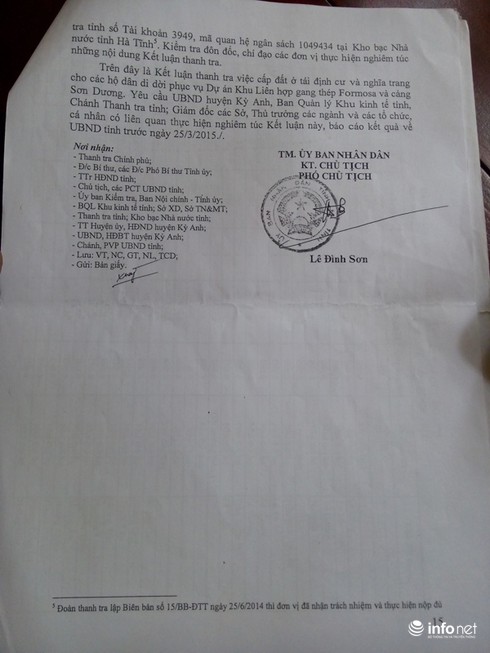 tra tỉnh số Tài khoản 3949, mã quan hệ ngân sách 1049434 tại Kho bạc Nhà
nước tỉnh Hà Tĩnh⁵. Kiểm tra đôn đốc, chỉ đạo các đơn vị thực hiện nghiêm túc
những nội dung Kết luận thanh tra.
Trên đây là Kết luận thanh tra việc cấp đất ở tái định cư và nghĩa trang
cho các hộ dân di dời phục vụ Dự án Khu Liên hợp gang thép Formosa và cảng
Sơn Dương. Yêu cầu UBND huyện Kỳ Anh, Ban Quản lý Khu kinh tế tỉnh,
Chánh Thanh tra tỉnh; Giám đốc các Sở, Thủ trưởng các ngành và các tổ chức,
cá nhân có liên quan thực hiện nghiêm túc Kết luận này, báo cáo kết quả về
UBND tỉnh trước ngày 25/3/2015./.
Nơi nhận:
- Thanh tra Chính phủ;
- Đ/c Bí thư, các Đ/c Phó Bí thư Tỉnh ủy;
- TTr HĐND tỉnh;
- Chủ tịch, các PCT UBND tỉnh;
- Ủy ban Kiểm tra, Ban Nội chính - Tỉnh ủy;
- BQL Khu kinh tế tỉnh; Sở XD, Sở TN&MT;
- Thanh tra tỉnh; Kho bạc Nhà nước tỉnh;
- TT Huyện ủy, HĐND huyện Kỳ Anh;
- UBND, HĐBT huyện Kỳ Anh;
- Chánh, PVP UBND tỉnh;
- Lưu: VT, NC, GT, NL, TCD;
- Gửi: Bản giấy.
TM. ỦY BAN NHÂN DÂN
KT. CHỦ TỊCH
PHÓ CHỦ TỊCH
Lê Đình Sơn
⁵ Đoàn thanh tra lập Biên bản số 15/BB-ĐTT ngày 25/6/2014 thì đơn vị đã nhận trách nhiệm và thực hiện nộp đủ
15
infonet